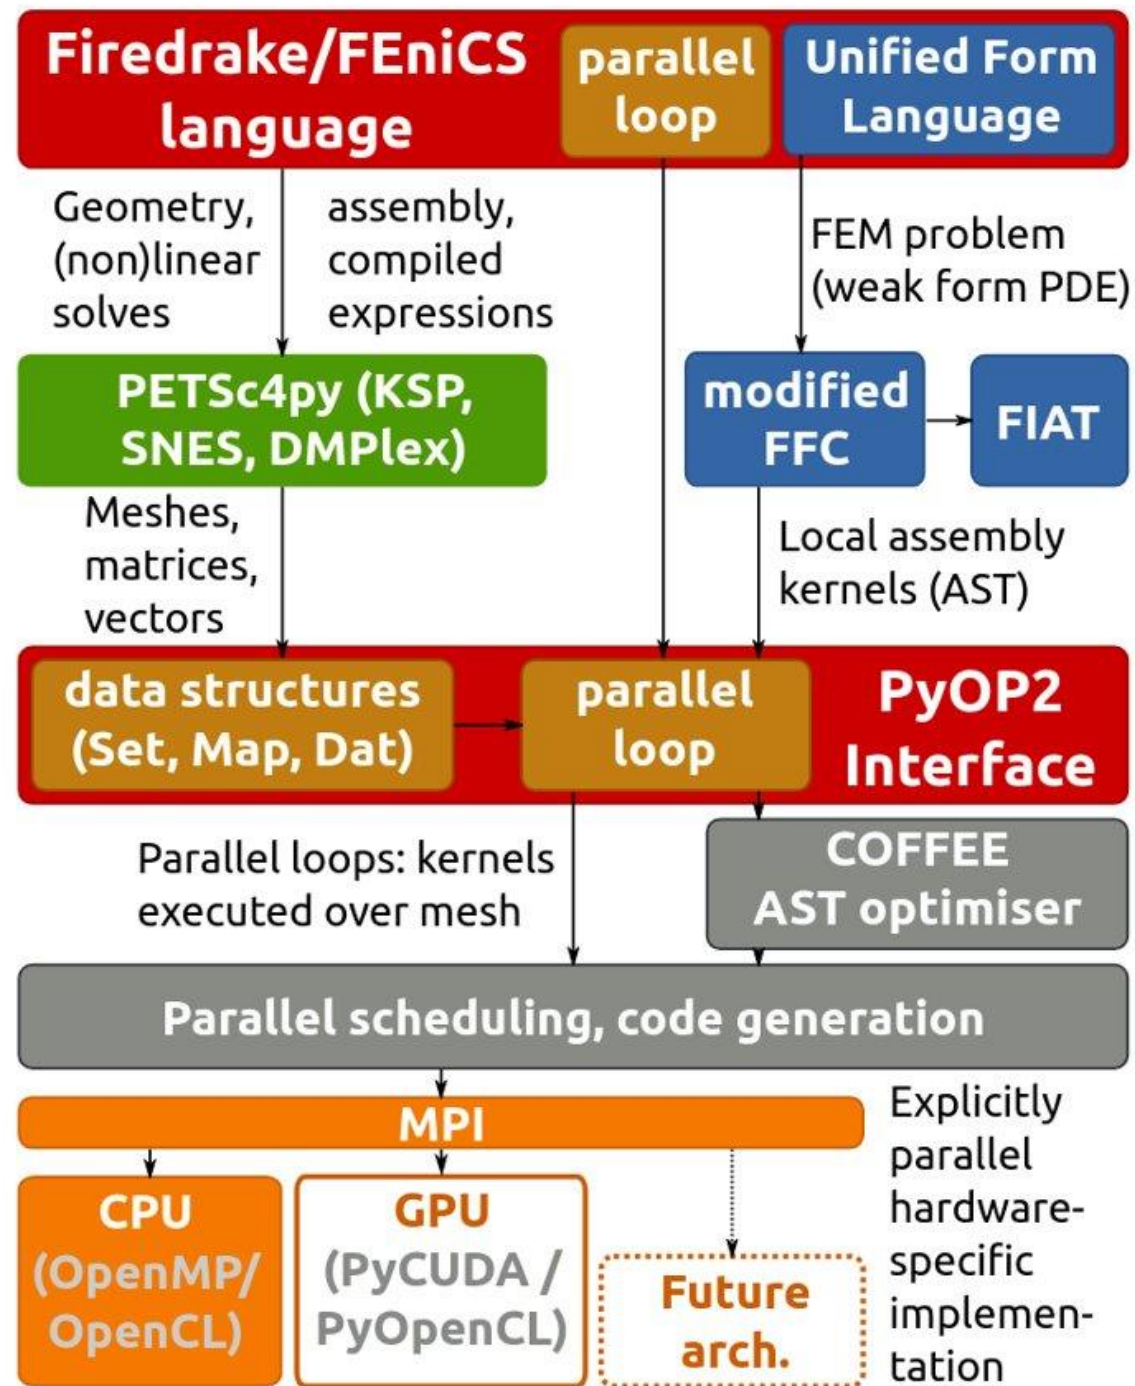 Firedrake/FEniCS
language
parallel
loop
Unified Form
Language
Geometry,
(non)linear
solves
assembly,
compiled
expressions
FEM problem
(weak form PDE)
PETSc4py (KSP,
SNES, DMPlex)
modified
FFC
FIAT
Meshes,
matrices,
vectors
Local assembly
kernels (AST)
data structures
(Set, Map, Dat)
parallel
loop
PyOP2
Interface
Parallel loops: kernels
executed over mesh
COFFEE
AST optimiser
Parallel scheduling, code generation
MPI
CPU
(OpenMP/
OpenCL)
GPU
(PyCUDA /
PyOpenCL)
Future
arch.
Explicitly
parallel
hardware-
specific
implemen-
tation